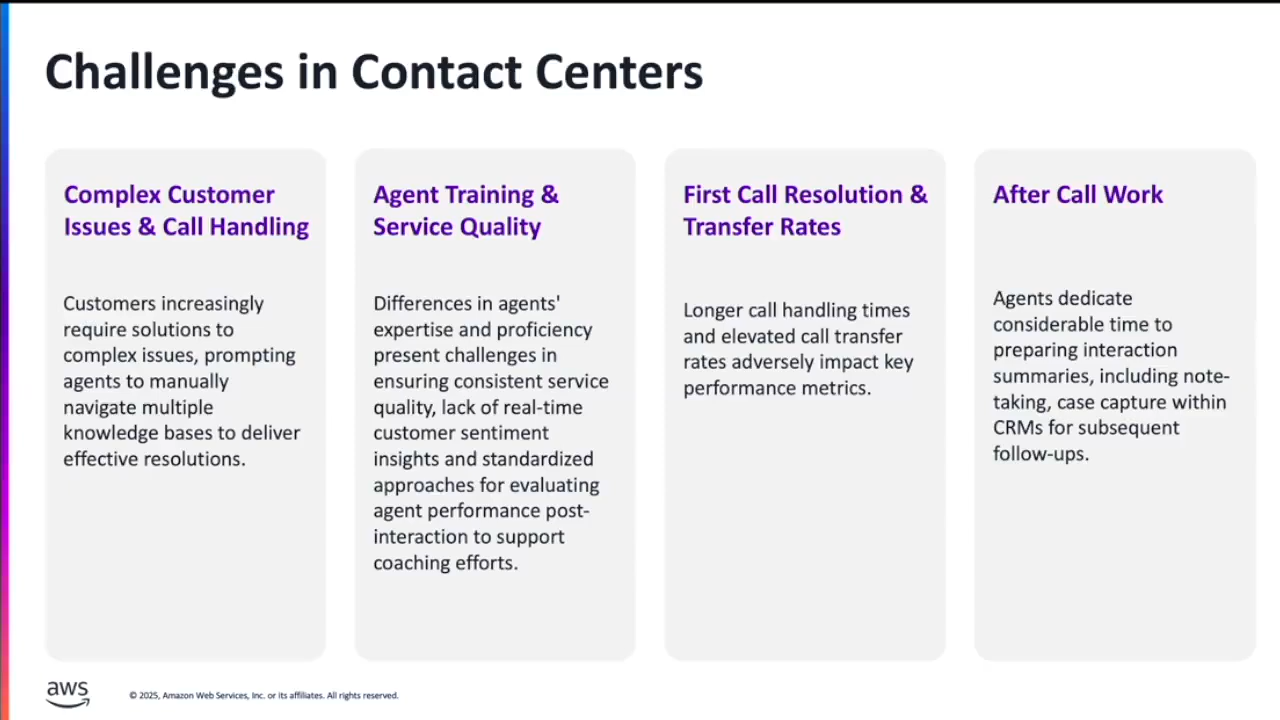 Challenges in Contact Centers
Complex Customer
Issues & Call Handling
Customers increasingly
require solutions to
complex issues, prompting
agents to manually
navigate multiple
knowledge bases to deliver
effective resolutions.
Agent Training &
Service Quality
Differences in agents'
expertise and proficiency
present challenges in
ensuring consistent service
quality, lack of real-time
customer sentiment
insights and standardized
approaches for evaluating
agent performance post-
interaction to support
coaching efforts.
First Call Resolution &
Transfer Rates
Longer call handling times
and elevated call transfer
rates adversely impact key
performance metrics.
After Call Work
Agents dedicate
considerable time to
preparing interaction
summaries, including note-
taking, case capture within
CRMs for subsequent
follow-ups.
aws
© 2025, Amazon Web Services, Inc. or its affiliates. All rights reserved.